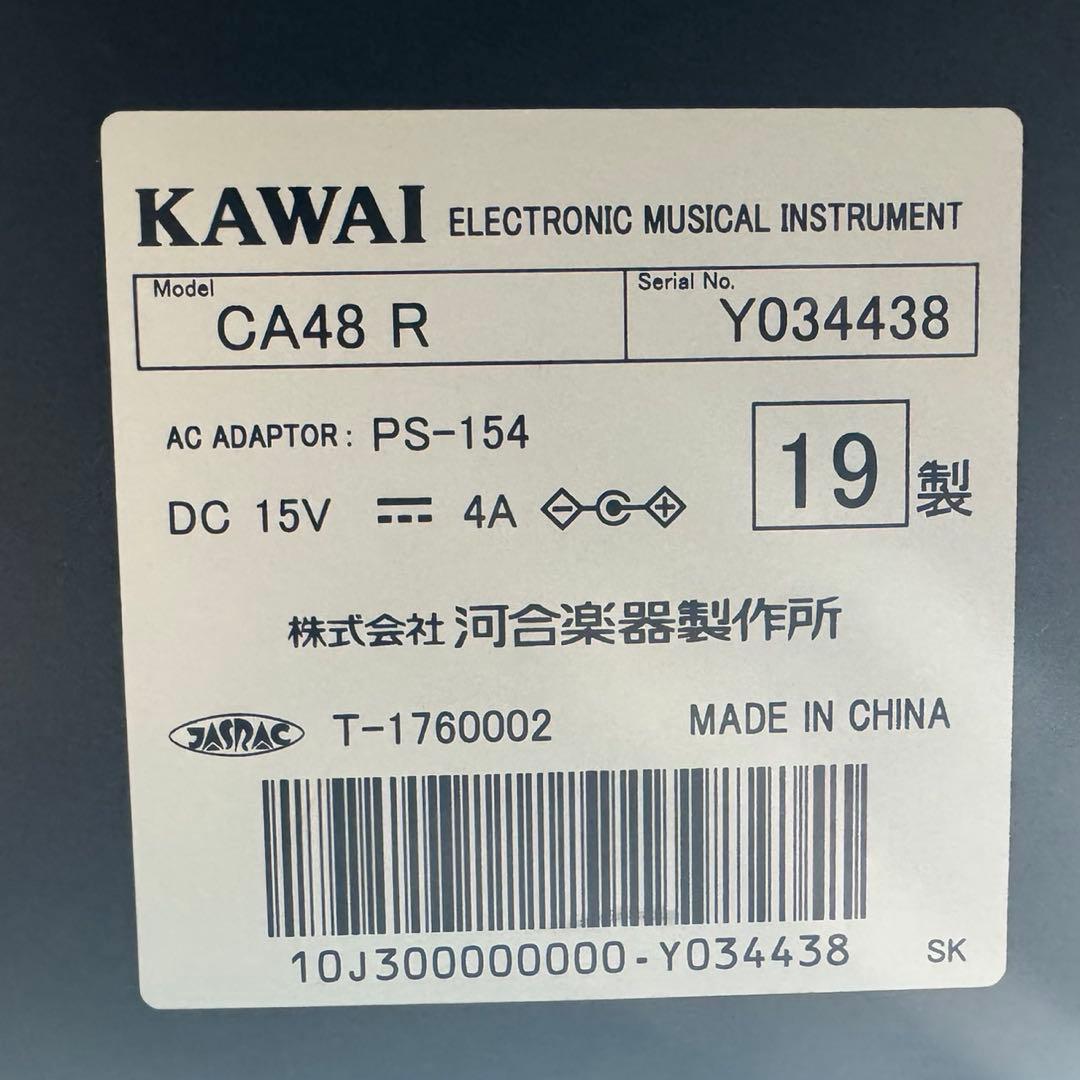 KAWAI ELECTRONIC MUSICAL INSTRUMENT
Model CA48 R Serial No. Y034438
AC ADAPTOR: PS-154
DC 15V 4A 19 製
株式会社 河合楽器製作所
JASRAC T-1760002 MADE IN CHINA
10J300000000-Y034438 SK